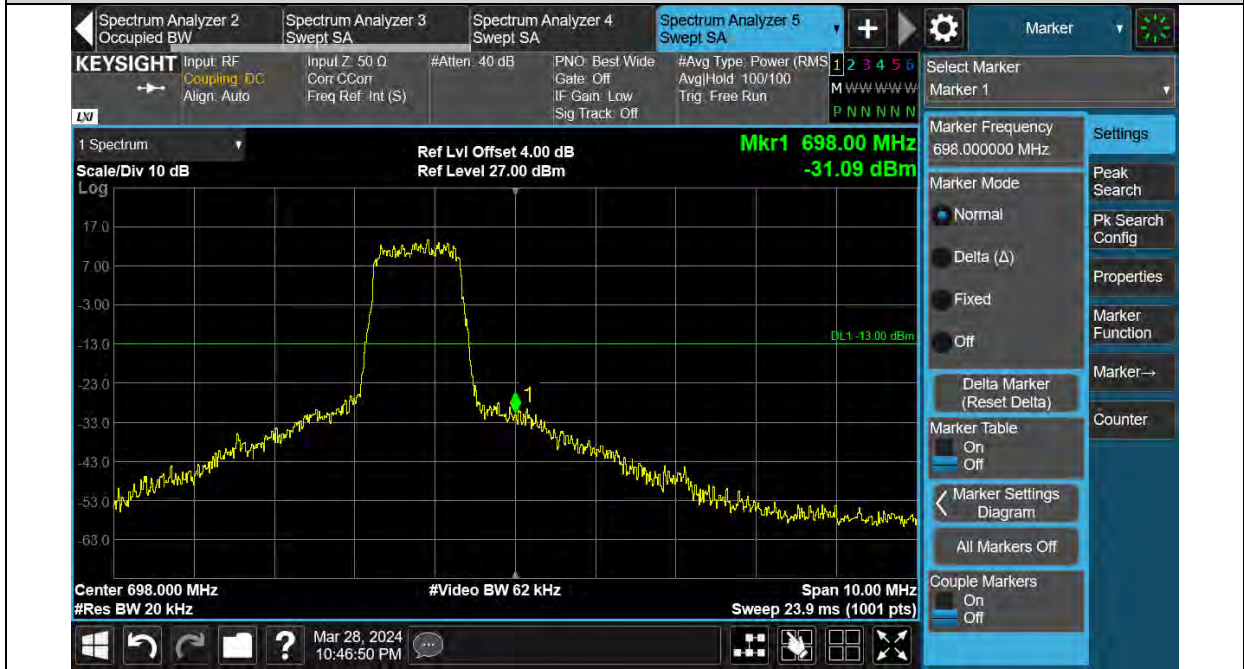 Spectrum Analyzer 2
Occupied BW
Spectrum Analyzer 3
Swept SA
Spectrum Analyzer 4
Swept SA
Spectrum Analyzer 5
Swept SA
Marker
KEYSIGHT
LXI
Input: RF
Coupling: DC
Align: Auto
Input Z: 50 Ω
Corr CCorr
Freq Ref: Int (S)
#Atten: 40 dB
PNO: Best Wide
Gate: Off
IF Gain: Low
Sig Track: Off
#Avg Type: Power (RMS
Avg|Hold: 100/100
Trig: Free Run
1 2 3 4 5 6
M W W W W W
P N N N N N
Select Marker
Marker 1
1 Spectrum
Scale/Div 10 dB
Ref Lvl Offset 4.00 dB
Ref Level 27.00 dBm
Mkr1 698.00 MHz
-31.09 dBm
Log
17.0
7.00
-3.00
-13.0
-23.0
-33.0
-43.0
-53.0
-63.0
DL1 -13.00 dBm
1
Center 698.000 MHz
#Res BW 20 kHz
#Video BW 62 kHz
Span 10.00 MHz
Sweep 23.9 ms (1001 pts)
Marker Frequency
698.000000 MHz
Marker Mode
Normal
Delta (Δ)
Fixed
Off
Delta Marker
(Reset Delta)
Marker Table
On
Off
Marker Settings
Diagram
All Markers Off
Couple Markers
On
Off
Settings
Peak
Search
Pk Search
Config
Properties
Marker
Function
Marker→
Counter
?
Mar 28, 2024
10:46:50 PM